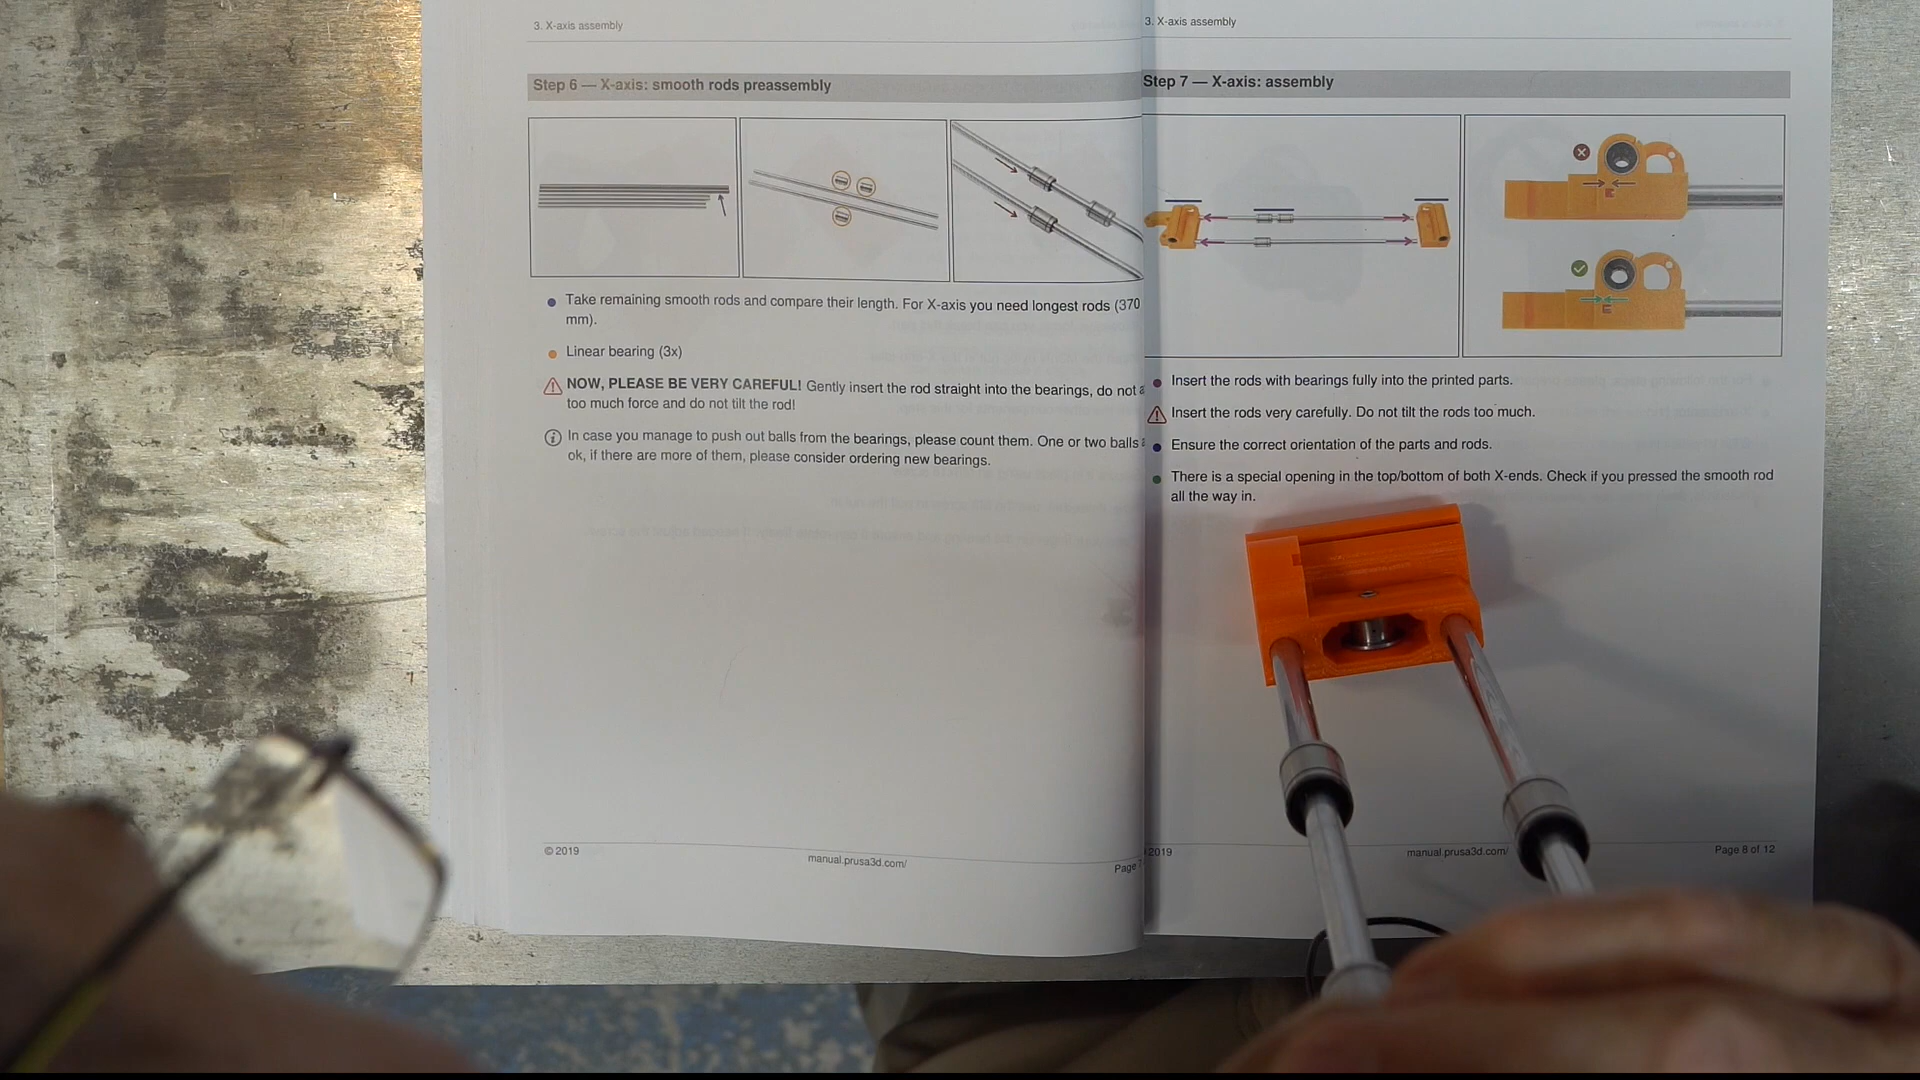 3. X-axis assembly
Step 6 — X-axis: smooth rods preassembly
Take remaining smooth rods and compare their length. For X-axis you need longest rods (370
mm).
Linear bearing (3x)
NOW, PLEASE BE VERY CAREFUL! Gently insert the rod straight into the bearings, do not
too much force and do not tilt the rod!
In case you manage to push out balls from the bearings, please count them. One or two balls
ok, if there are more of them, please consider ordering new bearings.
© 2019
manual.prusa3d.com/
Page
3. X-axis assembly
Step 7 — X-axis: assembly
Insert the rods with bearings fully into the printed parts.
Insert the rods very carefully. Do not tilt the rods too much.
Ensure the correct orientation of the parts and rods.
There is a special opening in the top/bottom of both X-ends. Check if you pressed the smooth rod
all the way in.
2019
manual.prusa3d.com/
Page 8 of 12